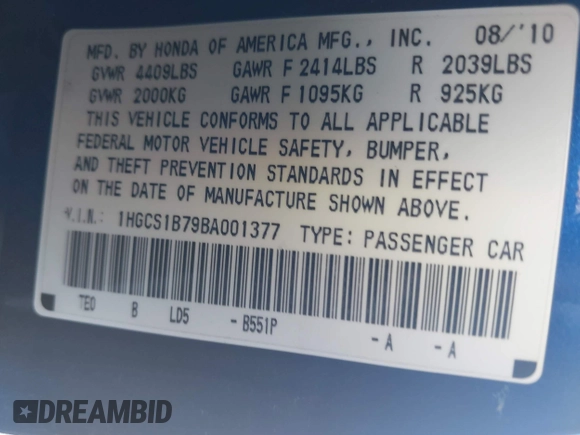 MFD. BY HONDA OF AMERICA MFG., INC. 08/'10
GVWR 4409LBS GAWR F 2414LBS R 2039LBS
GVWR 2000KG GAWR F 1095KG R 925KG
THIS VEHICLE CONFORMS TO ALL APPLICABLE
FEDERAL MOTOR VEHICLE SAFETY, BUMPER,
AND THEFT PREVENTION STANDARDS IN EFFECT
ON THE DATE OF MANUFACTURE SHOWN ABOVE.
V.I.N.: 1HGCS1B79BA001377 TYPE: PASSENGER CAR
TE0 B LD5 - B551P - A - A
DREAMBID